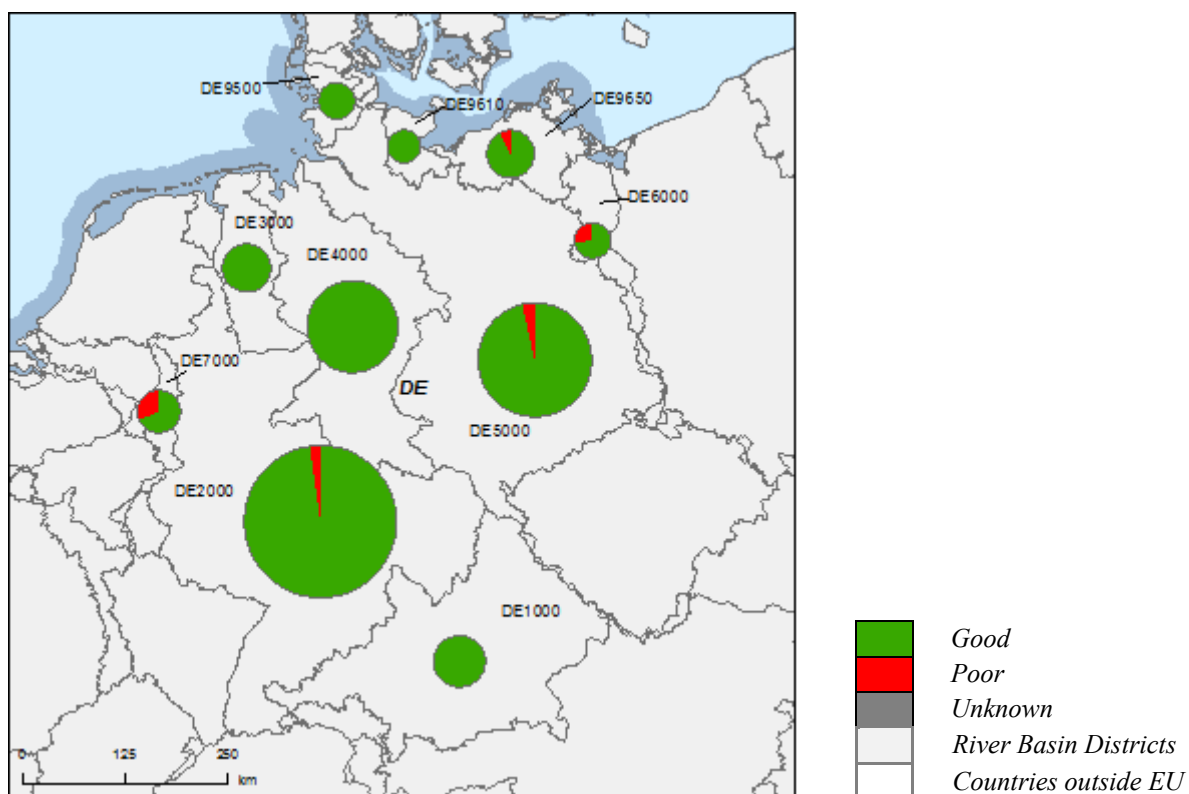 DE9500
DE9610
DE9650
DE6000
DE3000
DE4000
DE7000
DE
DE5000
DE2000
DE1000
0 125 250
km
Good
Poor
Unknown
River Basin Districts
Countries outside EU